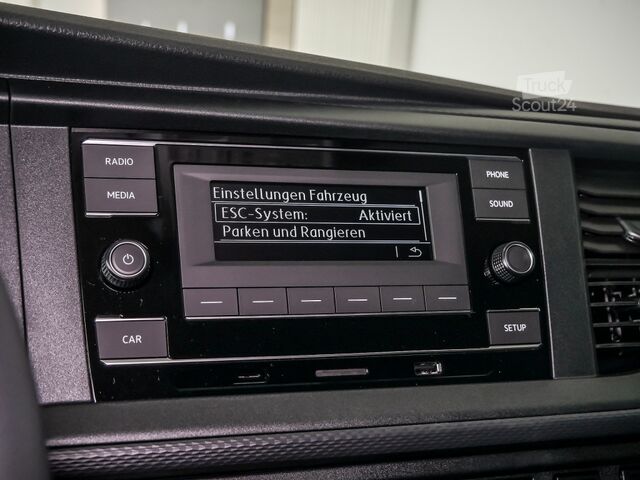 Truck
Scout24
RADIO
MEDIA
PHONE
SOUND
Einstellungen Fahrzeug
ESC-System: Aktiviert
Parken und Rangieren
CAR
SETUP